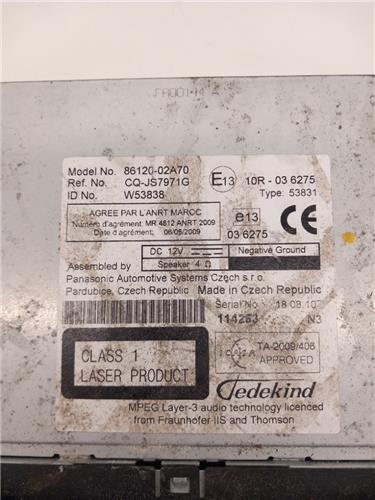 Model No. 86120-02A70
Ref. No. CQ-JS7971G
ID No. W53838
E13 10R - 03 6275
Type: 53831
AGREE PAR L'ANRT MAROC
Numéro d'agrément: MR 4812 ANRT 2009
Date d'agrément: 06/05/2009
e13
03 6275
CE
DC 12V Negative Ground
Speaker 4 Ω
Assembled by
Panasonic Automotive Systems Czech s.r.o.
Pardubice, Czech Republic Made in Czech Republic
Serial No. 18.08.10
114263 N3
CLASS 1
LASER PRODUCT
TA-2009/406
APPROVED
Jedekind
MPEG Layer-3 audio technology licenced
from Fraunhofer IIS and Thomson